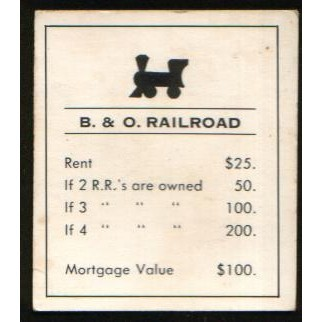 B. & O. RAILROAD
Rent $25.
If 2 R.R.'s are owned 50.
If 3 " " " 100.
If 4 " " " 200.
Mortgage Value $100.